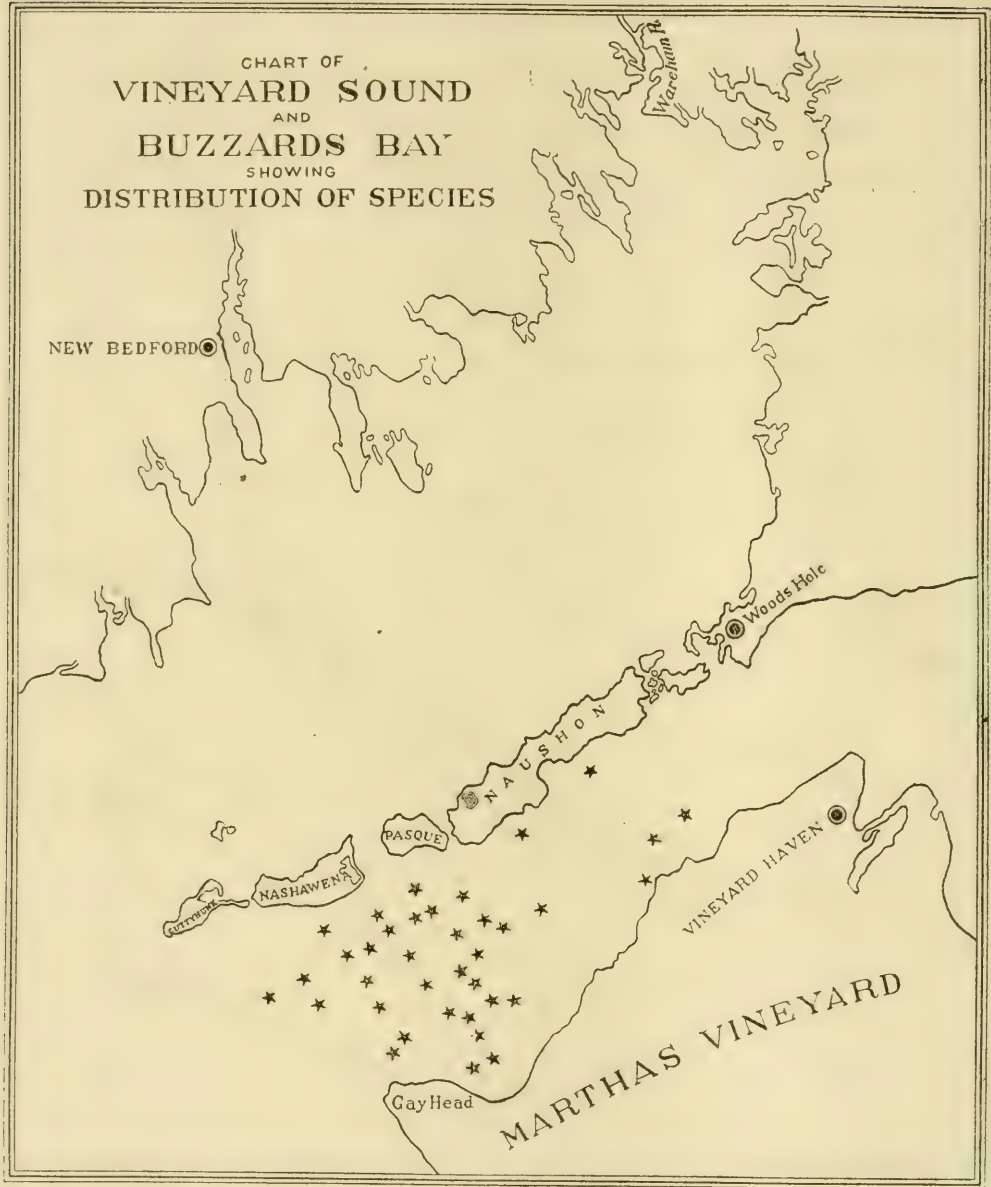 CHART OF
VINEYARD SOUND
AND
BUZZARDS BAY
SHOWING
DISTRIBUTION OF SPECIES
Wareham R
NEW BEDFORD
Woods Hole
NAUSHON
PASQUE
NASHAWENA
CUTTYHUNK
VINEYARD HAVEN
MARTHAS VINEYARD
Gay Head